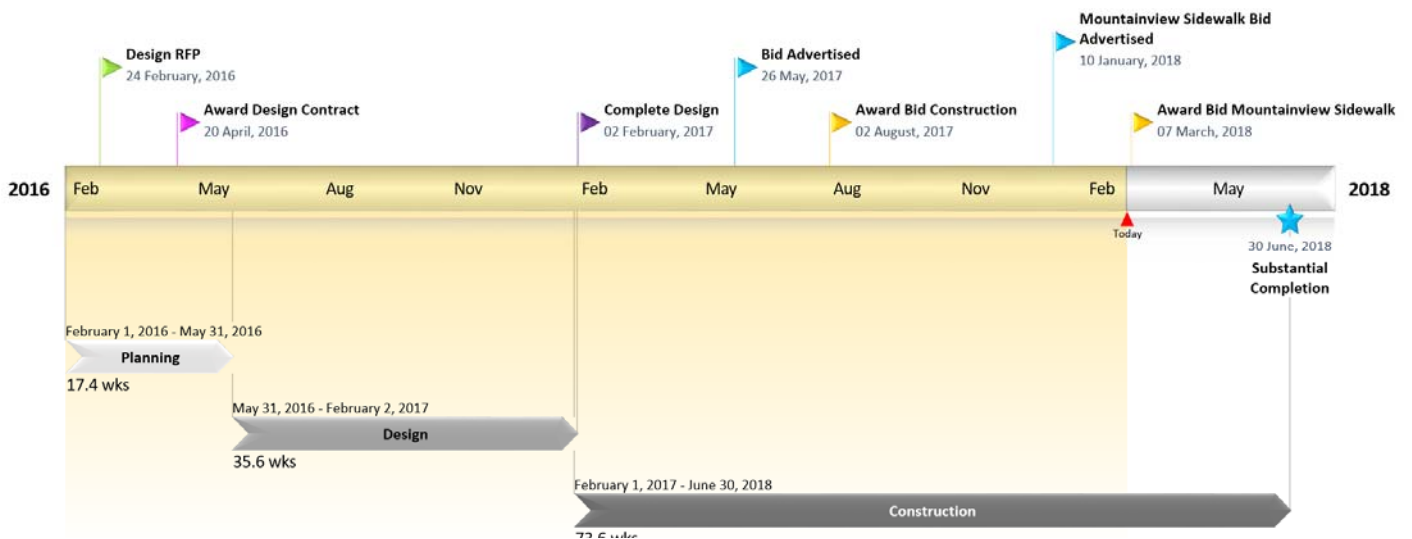 Design RFP
24 February, 2016
Award Design Contract
20 April, 2016
Complete Design
02 February, 2017
Bid Advertised
26 May, 2017
Award Bid Construction
02 August, 2017
Mountainview Sidewalk Bid
Advertised
10 January, 2018
Award Bid Mountainview Sidewalk
07 March, 2018
2016 Feb May Aug Nov Feb May Aug Nov Feb May 2018
Today
30 June, 2018
Substantial
Completion
February 1, 2016 - May 31, 2016
Planning
17.4 wks
May 31, 2016 - February 2, 2017
Design
35.6 wks
February 1, 2017 - June 30, 2018
Construction